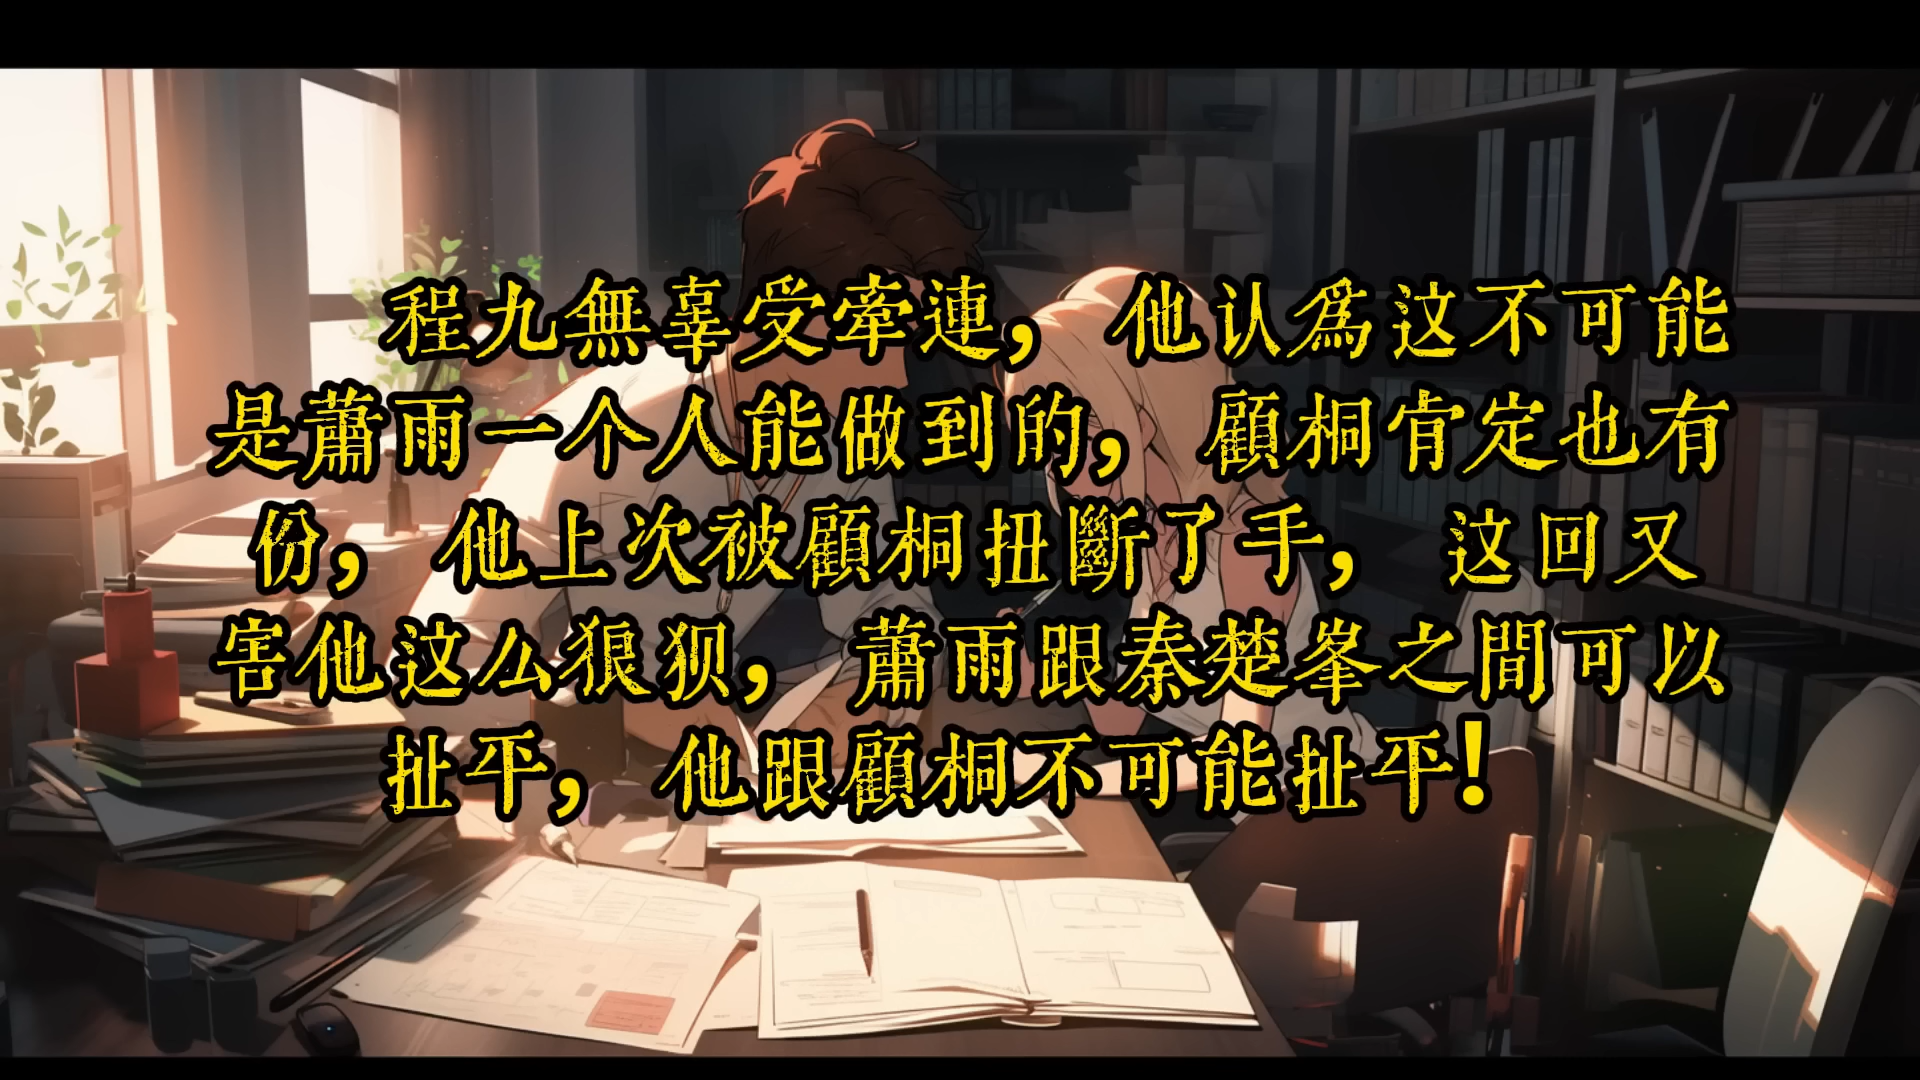 程九無辜受牽連，他认爲这不可能
是蕭雨一个人能做到的，顧桐肯定也有
份，他上次被顧桐扭斷了手，这回又
害他这么狠狈，蕭雨跟秦楚峯之間可以
扯平，他跟顧桐不可能扯平！